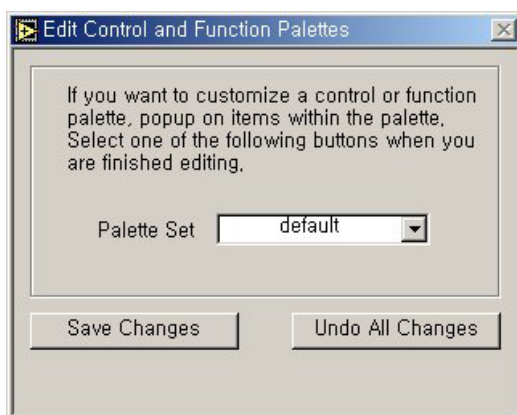 Edit Control and Function Palettes
If you want to customize a control or function
palette, popup on items within the palette,
Select one of the following buttons when you
are finished editing,
Palette Set default
Save Changes Undo All Changes